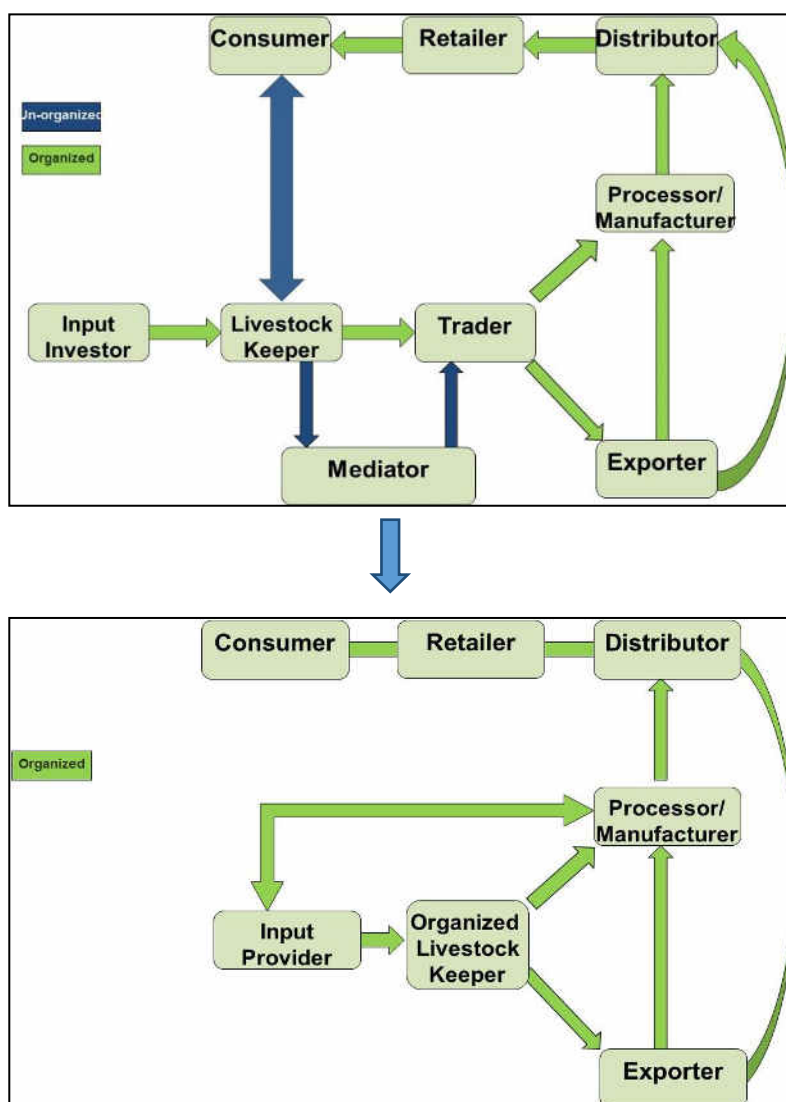 Consumer
Retailer
Distributor
Un-organized
Organized
Processor/
Manufacturer
Input
Investor
Livestock
Keeper
Trader
Mediator
Exporter
Consumer
Retailer
Distributor
Organized
Processor/
Manufacturer
Input
Provider
Organized
Livestock
Keeper
Exporter